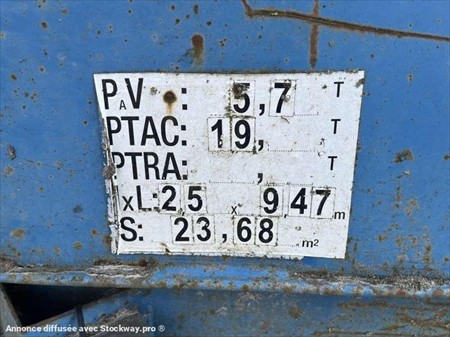 PAV : 5,7 T
PTAC: 19, T
PTRA: , T
xL: 2,5 x 9,47 m
S: 23,68 m²
Annonce diffusée avec Stockway.pro ®